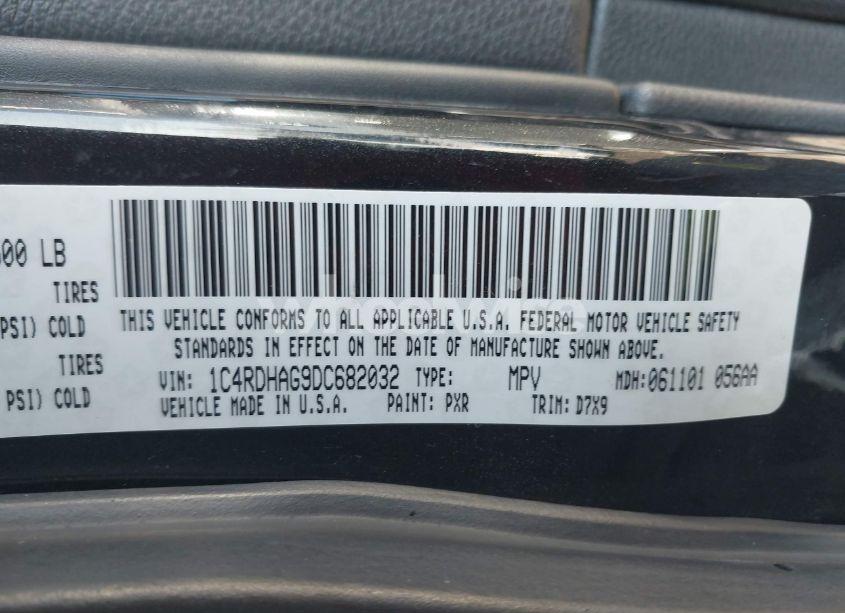 00 LB
TIRES
PSI) COLD
TIRES
PSI) COLD
THIS VEHICLE CONFORMS TO ALL APPLICABLE U.S.A. FEDERAL MOTOR VEHICLE SAFETY
STANDARDS IN EFFECT ON THE DATE OF MANUFACTURE SHOWN ABOVE.
VIN: 1C4RDHAG9DC682032 TYPE: MPV MDH:061101 056AA
VEHICLE MADE IN U.S.A. PAINT: PXR TRIM: D7X9